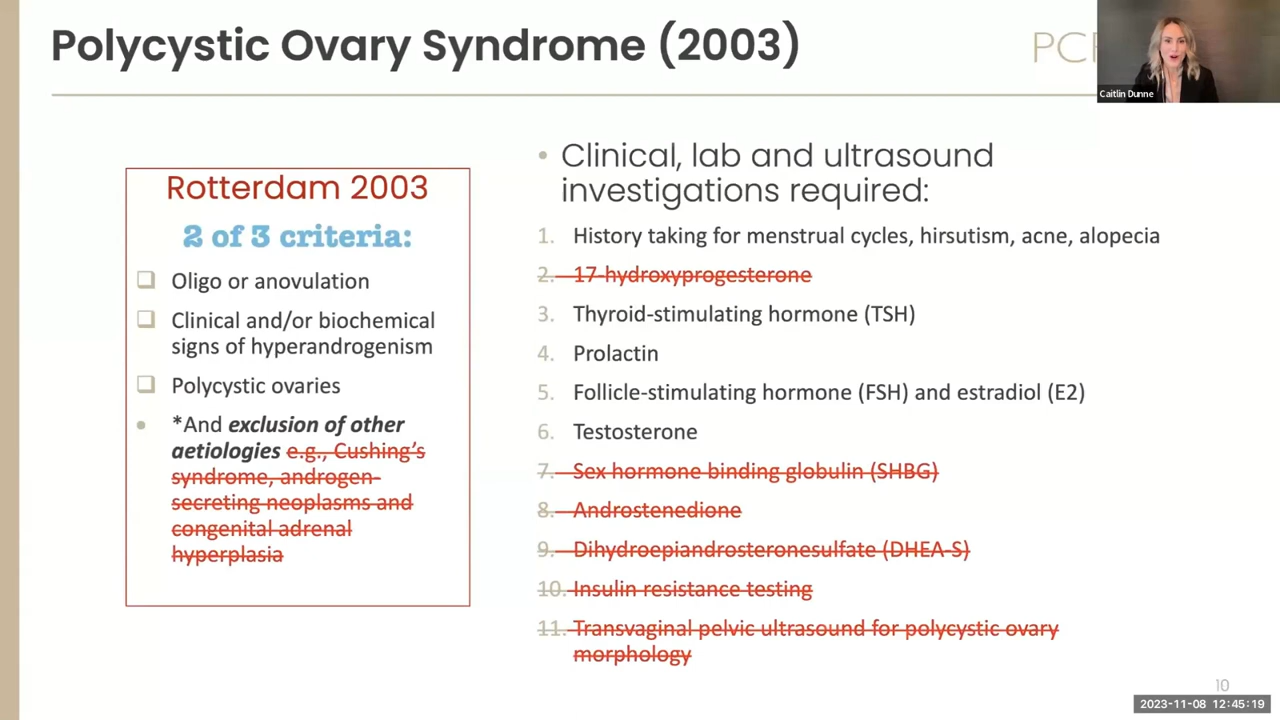 Polycystic Ovary Syndrome (2003)
Caitlin Dunne
Rotterdam 2003
2 of 3 criteria:
Oligo or anovulation
Clinical and/or biochemical
signs of hyperandrogenism
Polycystic ovaries
*And exclusion of other
aetiologies e.g., Cushing's
syndrome, androgen-
secreting neoplasms and
congenital adrenal
hyperplasia
Clinical, lab and ultrasound
investigations required:
1. History taking for menstrual cycles, hirsutism, acne, alopecia
2. 17-hydroxyprogesterone
3. Thyroid-stimulating hormone (TSH)
4. Prolactin
5. Follicle-stimulating hormone (FSH) and estradiol (E2)
6. Testosterone
7. Sex hormone binding globulin (SHBG)
8. Androstenedione
9. Dihydroepiandrosteronesulfate (DHEA-S)
10. Insulin resistance testing
11. Transvaginal pelvic ultrasound for polycystic ovary
morphology
10
2023-11-08 12:45:19